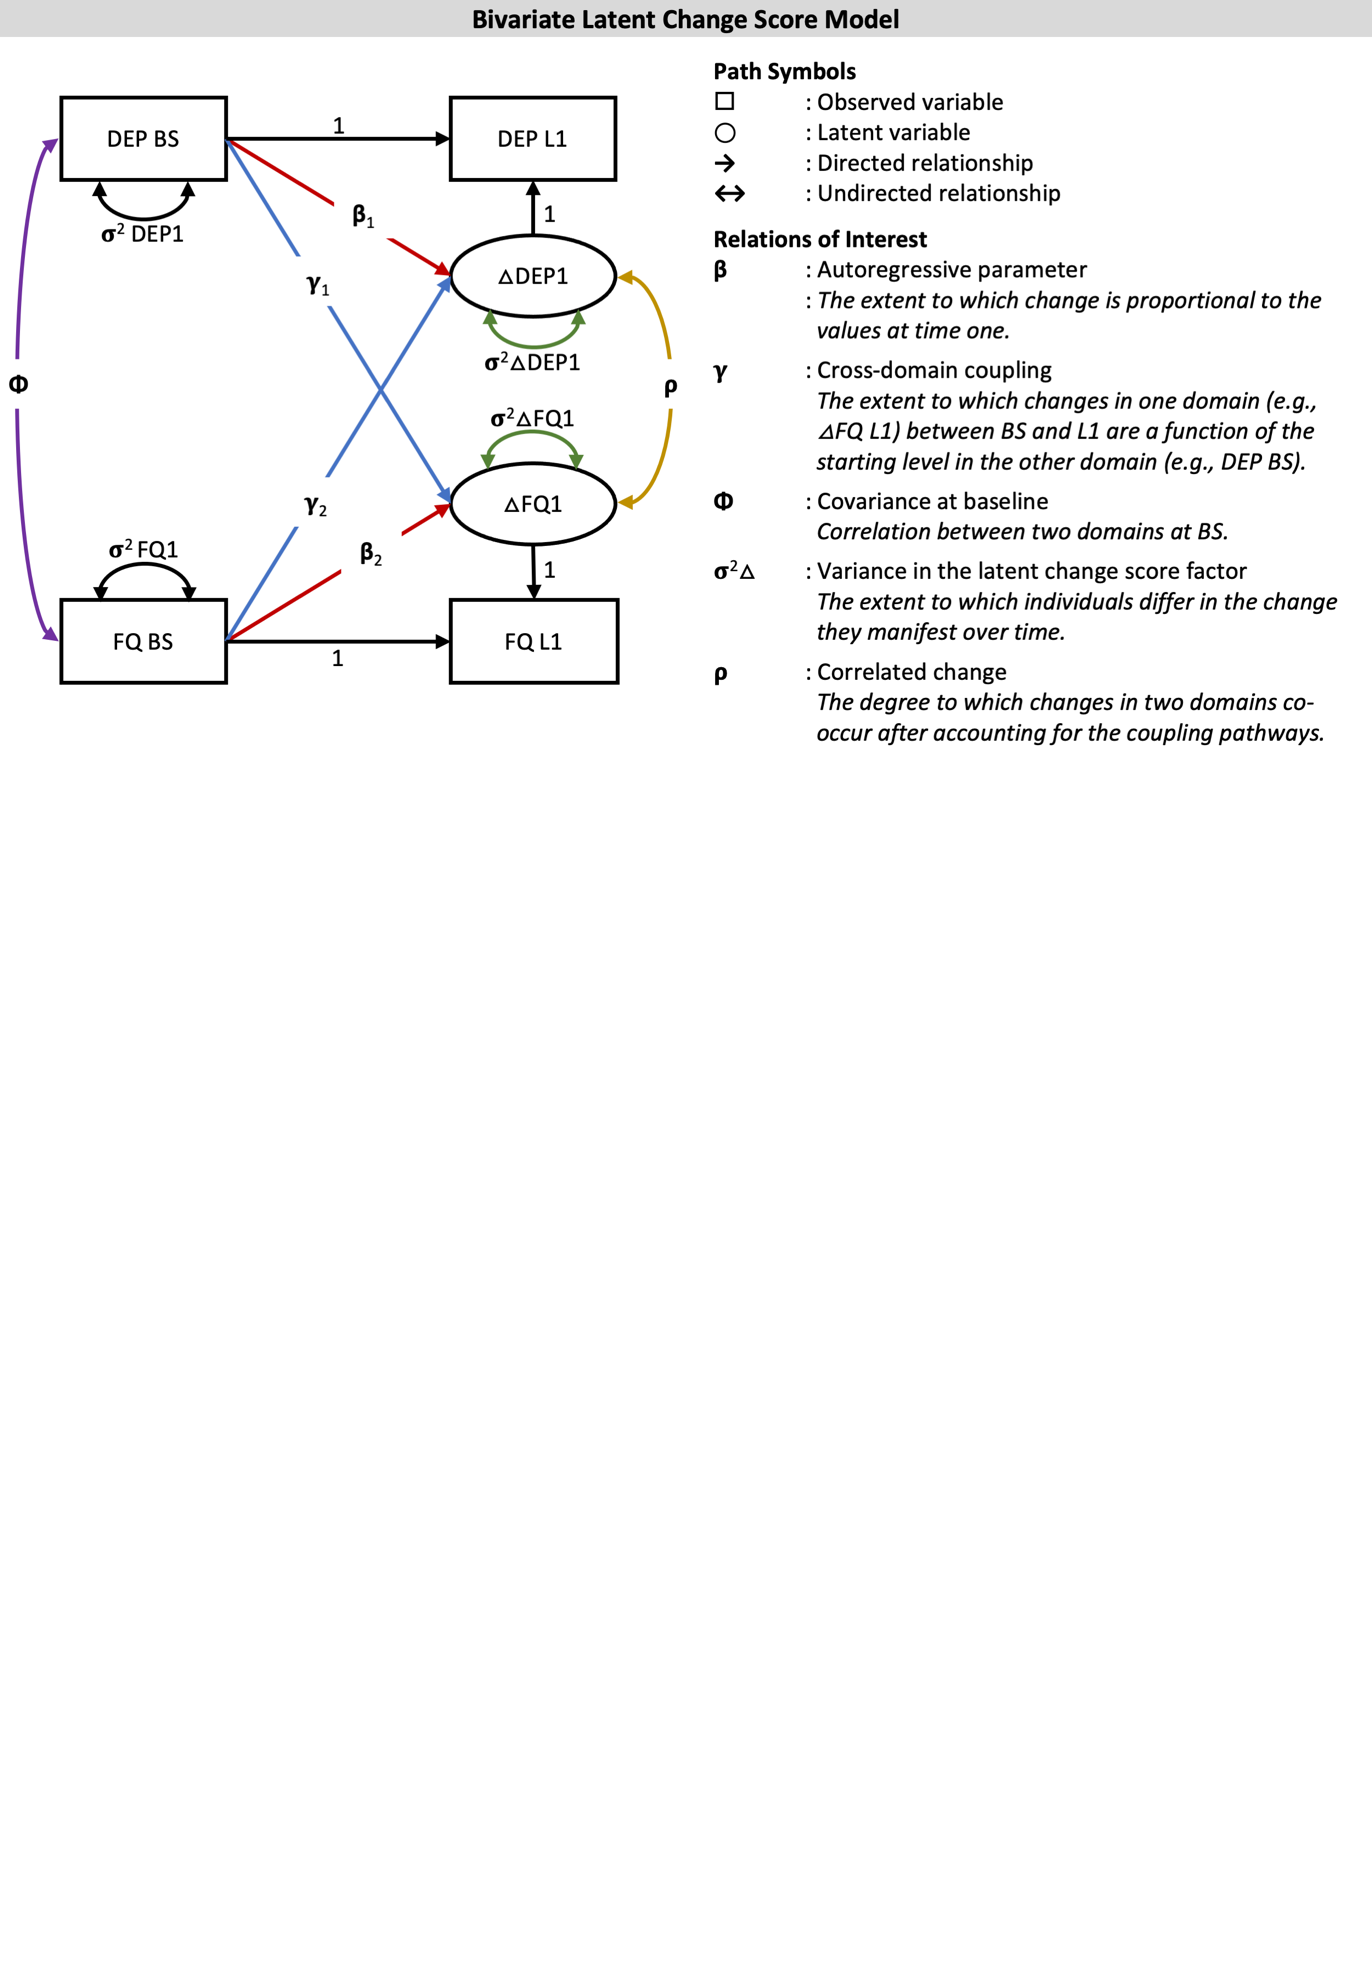 Bivariate Latent Change Score Model
DEP BS
1
DEP L1
σ² DEP1
β₁
1
γ₁
△DEP1
σ²△DEP1
Φ
ρ
σ²△FQ1
γ₂
△FQ1
β₂
σ² FQ1
1
FQ BS
1
FQ L1
Path Symbols
□ : Observed variable
○ : Latent variable
→ : Directed relationship
↔ : Undirected relationship
Relations of Interest
β : Autoregressive parameter
: The extent to which change is proportional to the
values at time one.
γ : Cross-domain coupling
The extent to which changes in one domain (e.g.,
△FQ L1) between BS and L1 are a function of the
starting level in the other domain (e.g., DEP BS).
Φ : Covariance at baseline
Correlation between two domains at BS.
σ²△ : Variance in the latent change score factor
The extent to which individuals differ in the change
they manifest over time.
ρ : Correlated change
The degree to which changes in two domains co-
occur after accounting for the coupling pathways.